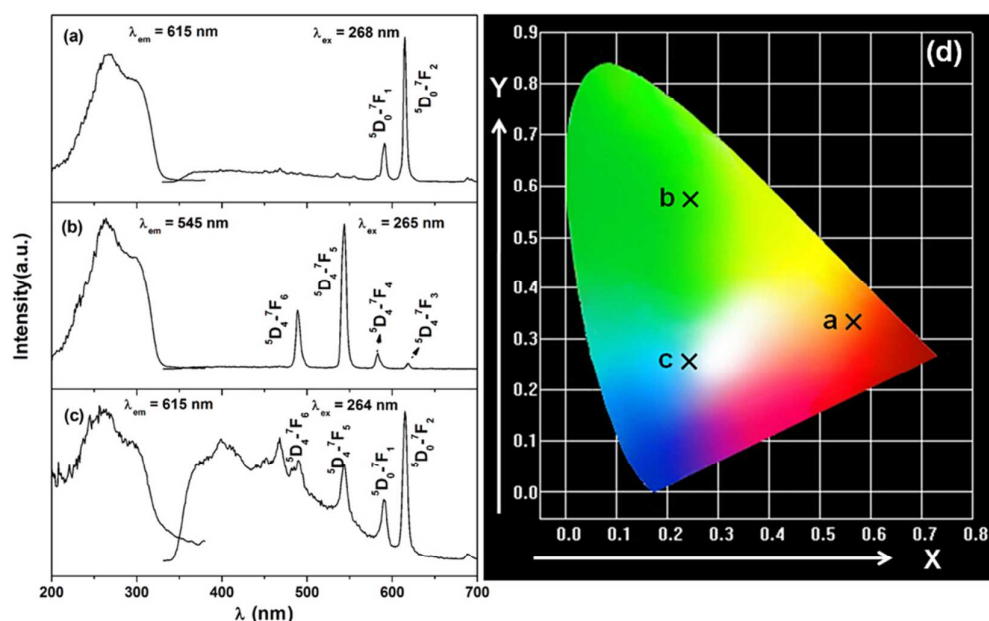 (a) λem = 615 nm λex = 268 nm
⁵D₀-⁷F₁
⁵D₀-⁷F₂
(b) λem = 545 nm λex = 265 nm
⁵D₄-⁷F₆
⁵D₄-⁷F₅
⁵D₄-⁷F₄
⁵D₄-⁷F₃
(c) λem = 615 nm λex = 264 nm
⁵D₄-⁷F₆
⁵D₄-⁷F₅
⁵D₀-⁷F₁
⁵D₀-⁷F₂
Intensity(a.u.)
200 300 400 500 600 700
λ (nm)
(d)
Y
0.9
0.8
0.7
0.6
0.5
0.4
0.3
0.2
0.1
0.0
b
a
c
0.0 0.1 0.2 0.3 0.4 0.5 0.6 0.7 0.8
X